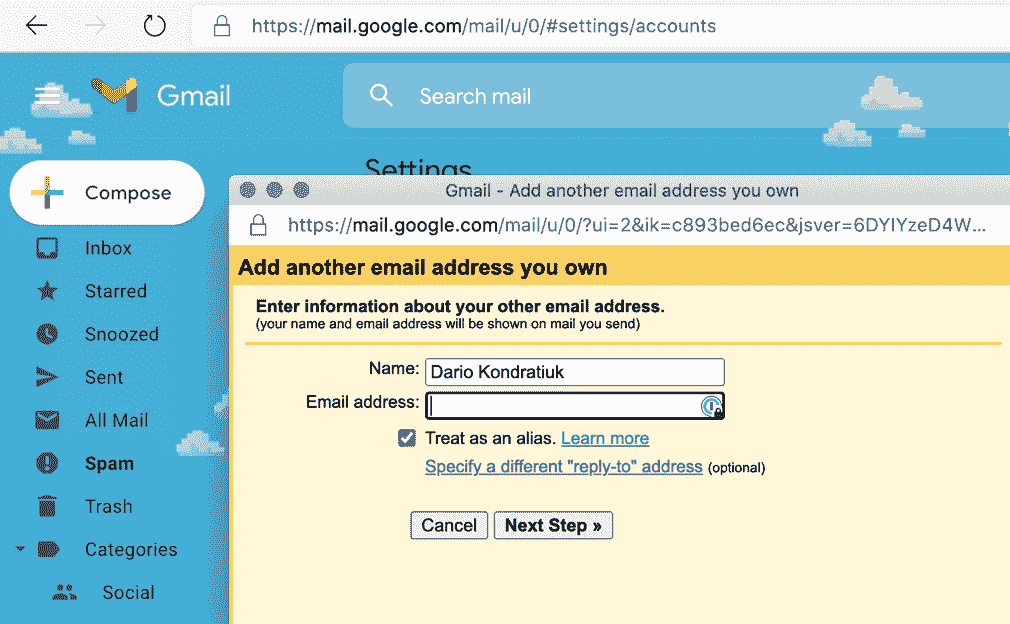 https://mail.google.com/mail/u/0/#settings/accounts
Gmail
Search mail
Settings
Compose
Gmail - Add another email address you own
https://mail.google.com/mail/u/0/?ui=2&ik=c893bed6ec&jsver=6DYIYzeD4W...
Inbox
Starred
Snoozed
Sent
All Mail
Spam
Trash
Categories
Social
Add another email address you own
Enter information about your other email address.
(your name and email address will be shown on mail you send)
Name: Dario Kondratiuk
Email address:
Treat as an alias. Learn more
Specify a different "reply-to" address (optional)
Cancel Next Step »